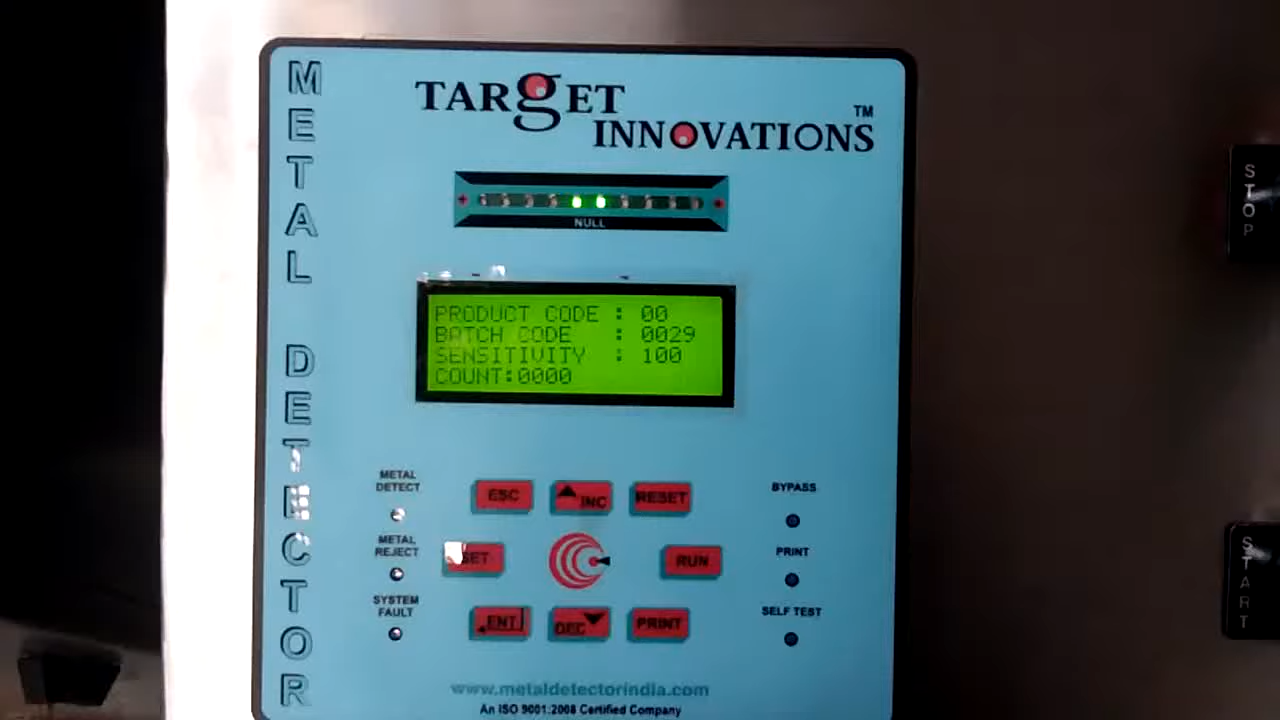 METAL DETECTOR
TARGET
INNOVATIONS
TM
+
NULL
PRODUCT CODE : 00
BATCH CODE : 0029
SENSITIVITY : 100
COUNT:0000
METAL
DETECT
METAL
REJECT
SYSTEM
FAULT
ESC
INC
RESET
SET
RUN
ENT
DEC
PRINT
BYPASS
PRINT
SELF TEST
www.metaldetectorindia.com
An ISO 9001:2008 Certified Company
STOP
START